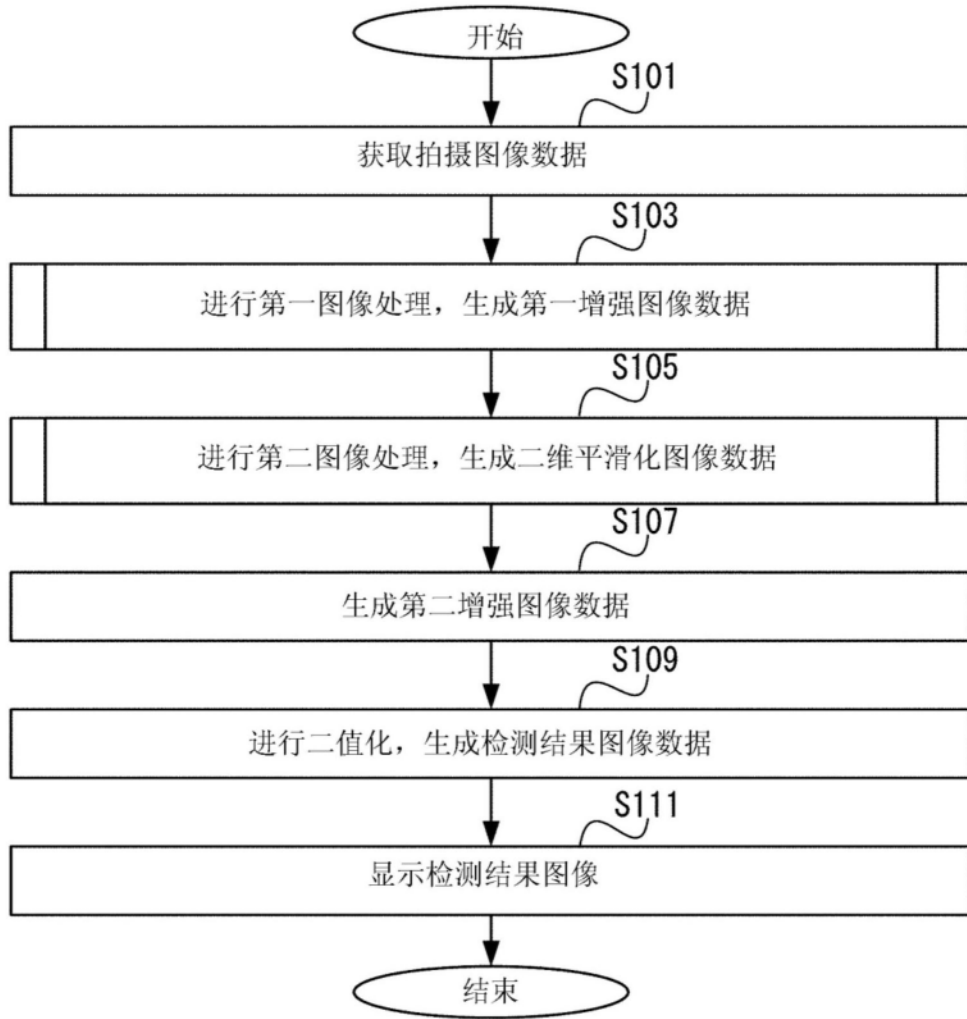 开始
S101
获取拍摄图像数据
S103
进行第一图像处理，生成第一增强图像数据
S105
进行第二图像处理，生成二维平滑化图像数据
S107
生成第二增强图像数据
S109
进行二值化，生成检测结果图像数据
S111
显示检测结果图像
结束